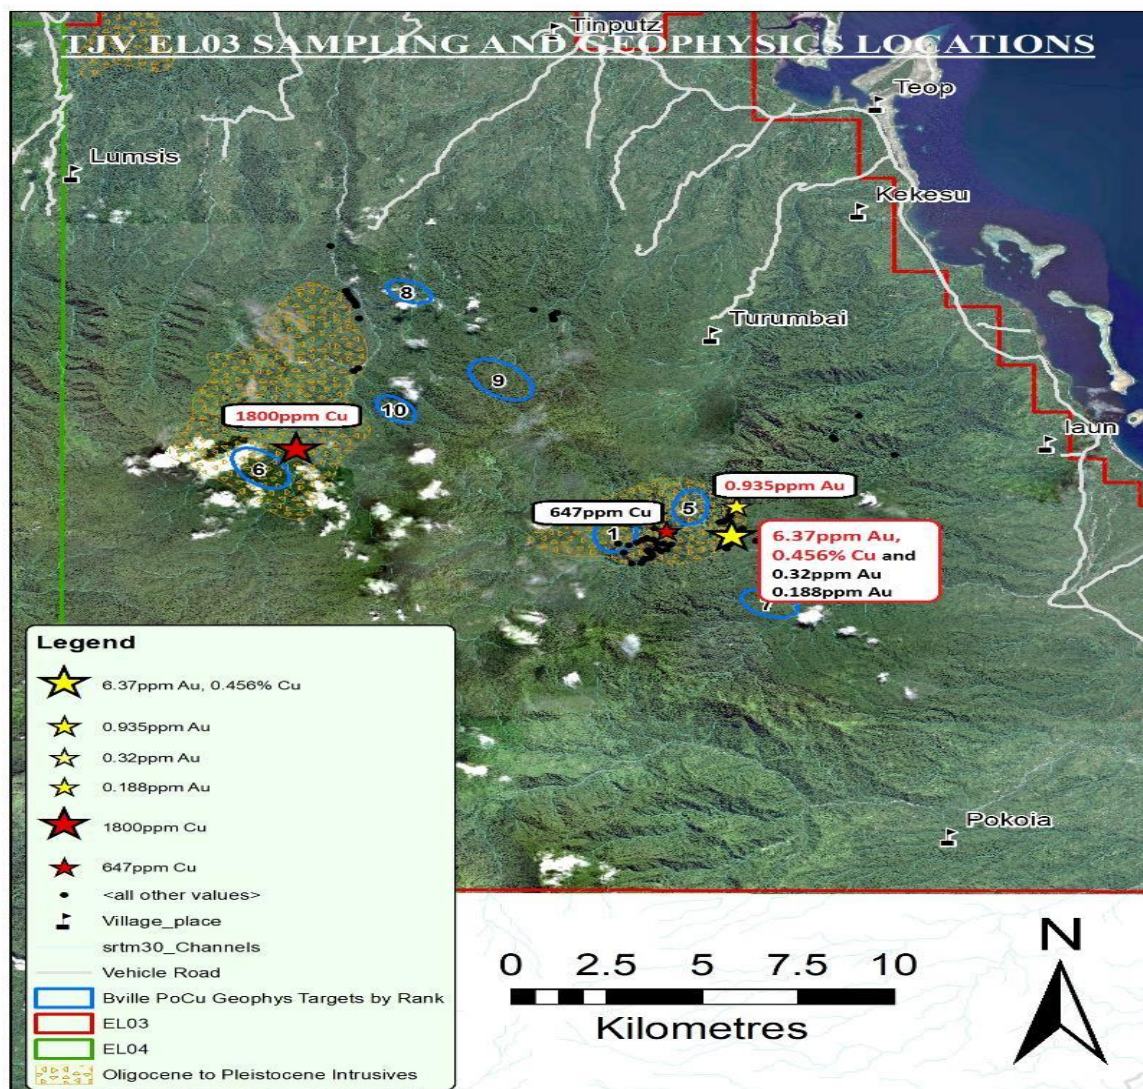 TJV EL03 SAMPLING AND GEOPHYSICS LOCATIONS
Tinputz
Teop
Lumsis
Kekesu
8
Turumbai
9
10
1800ppm Cu
Iaun
6
0.935ppm Au
5
647ppm Cu
1
6.37ppm Au,
0.456% Cu and
0.32ppm Au
0.188ppm Au
7
Legend
6.37ppm Au, 0.456% Cu
0.935ppm Au
0.32ppm Au
0.188ppm Au
1800ppm Cu
647ppm Cu
<all other values>
Village_place
srtm30_Channels
Vehicle Road
Bville PoCu Geophys Targets by Rank
EL03
EL04
Oligocene to Pleistocene Intrusives
Pokoia
0 2.5 5 7.5 10
Kilometres
N